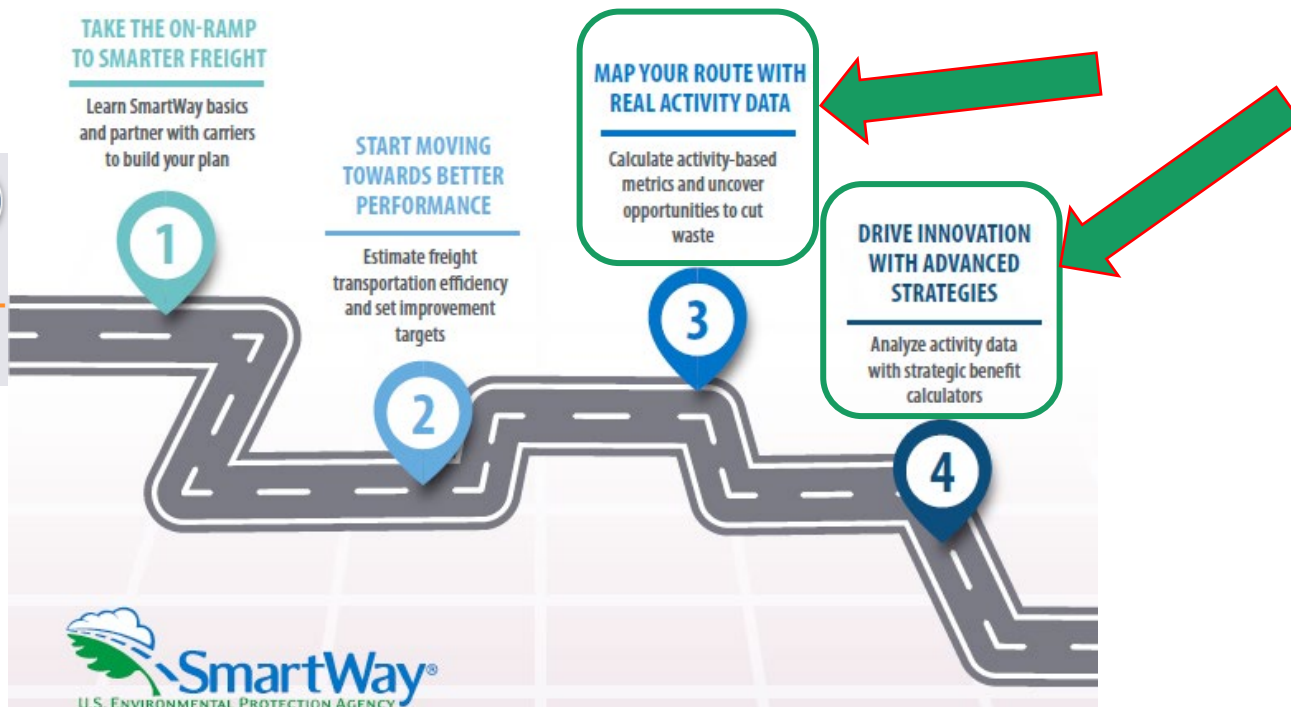 TAKE THE ON-RAMP
TO SMARTER FREIGHT
Learn SmartWay basics
and partner with carriers
to build your plan
1
START MOVING
TOWARDS BETTER
PERFORMANCE
Estimate freight
transportation efficiency
and set improvement
targets
2
MAP YOUR ROUTE WITH
REAL ACTIVITY DATA
Calculate activity-based
metrics and uncover
opportunities to cut
waste
3
DRIVE INNOVATION
WITH ADVANCED
STRATEGIES
Analyze activity data
with strategic benefit
calculators
4
SmartWay®
U.S. ENVIRONMENTAL PROTECTION AGENCY